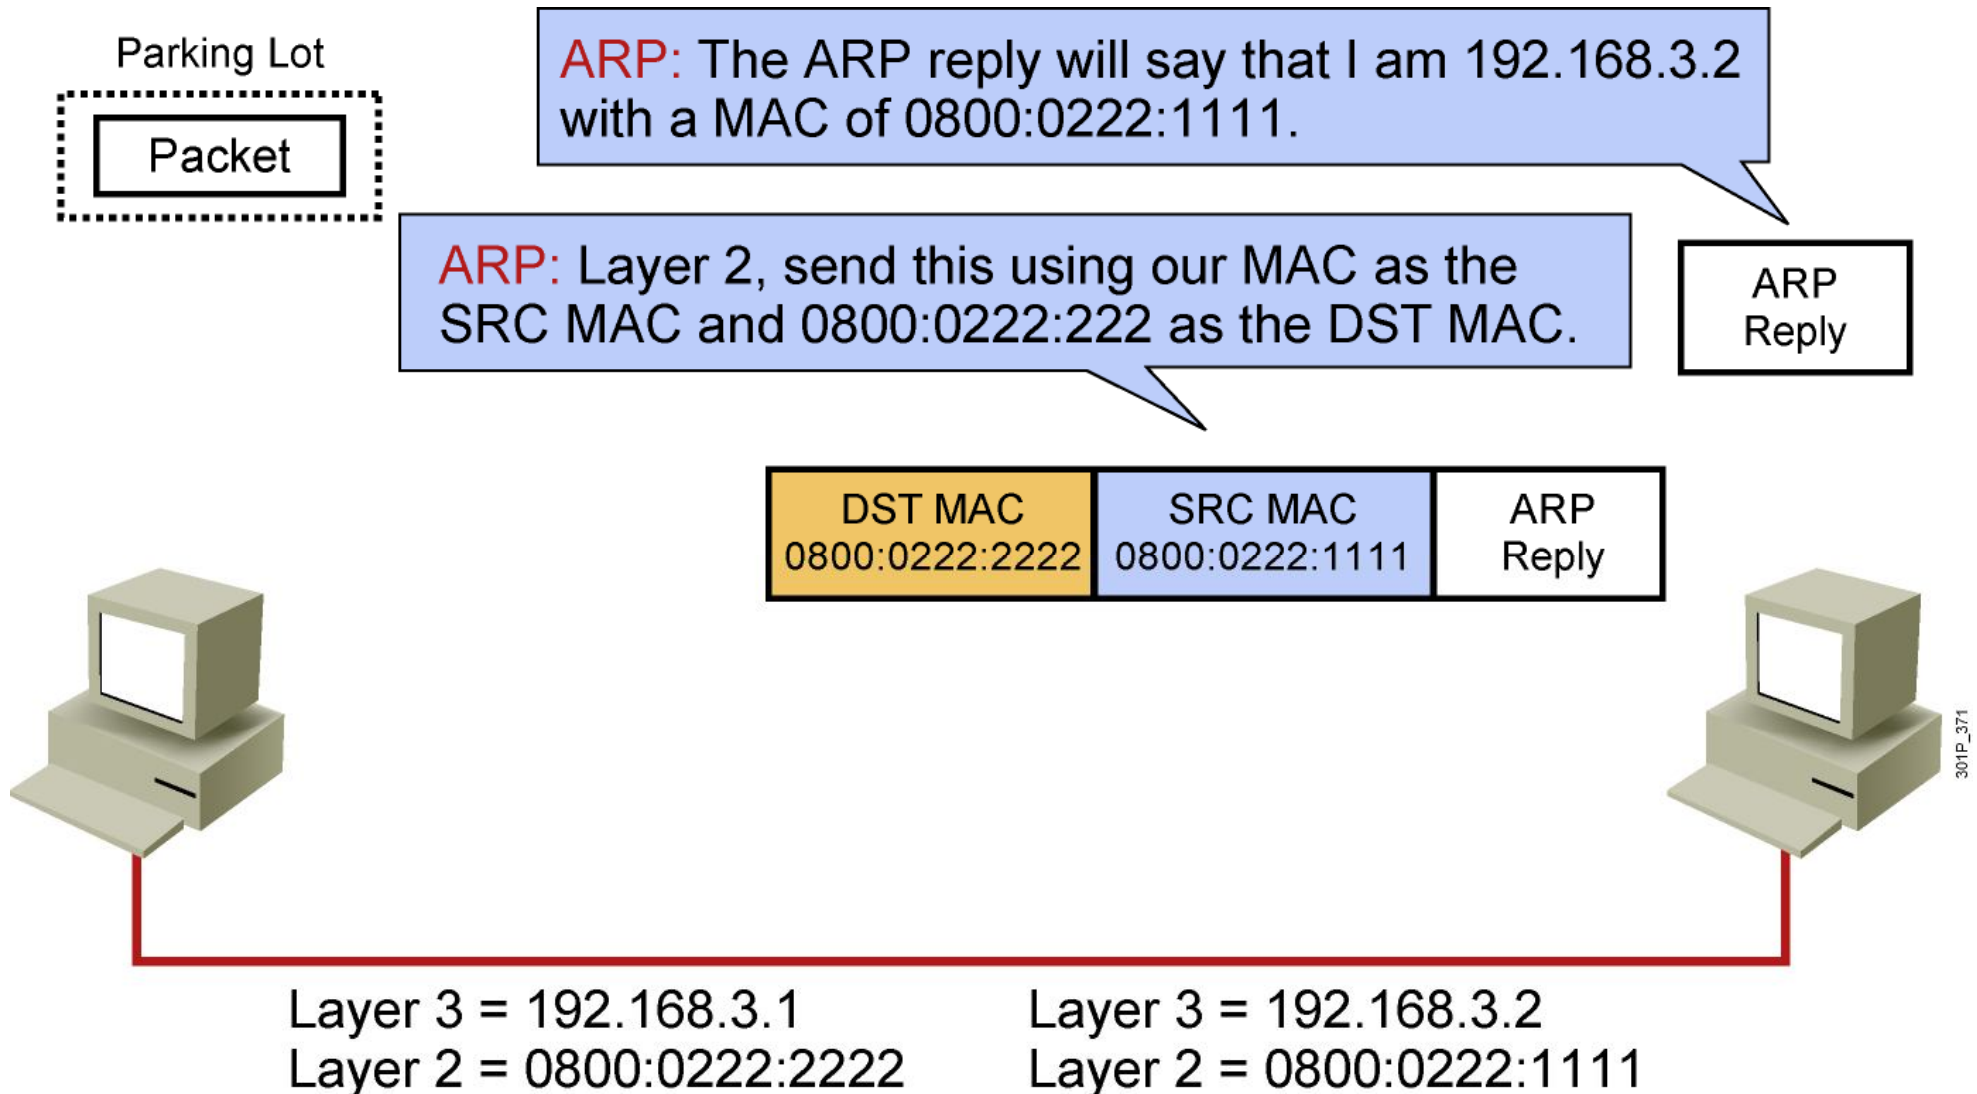 Parking Lot
Packet
ARP: The ARP reply will say that I am 192.168.3.2
with a MAC of 0800:0222:1111.
ARP: Layer 2, send this using our MAC as the
SRC MAC and 0800:0222:222 as the DST MAC.
ARP
Reply
DST MAC
0800:0222:2222
SRC MAC
0800:0222:1111
ARP
Reply
301P_371
Layer 3 = 192.168.3.1
Layer 2 = 0800:0222:2222
Layer 3 = 192.168.3.2
Layer 2 = 0800:0222:1111